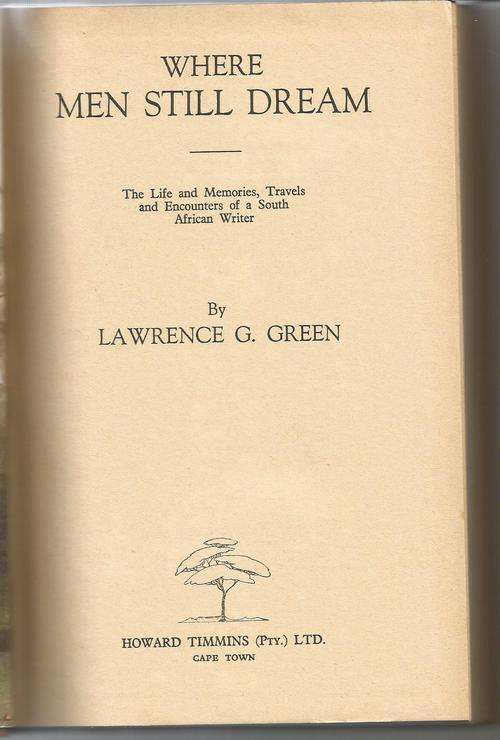 WHERE
MEN STILL DREAM
The Life and Memories, Travels
and Encounters of a South
African Writer
By
LAWRENCE G. GREEN
HOWARD TIMMINS (PTY.) LTD.
CAPE TOWN